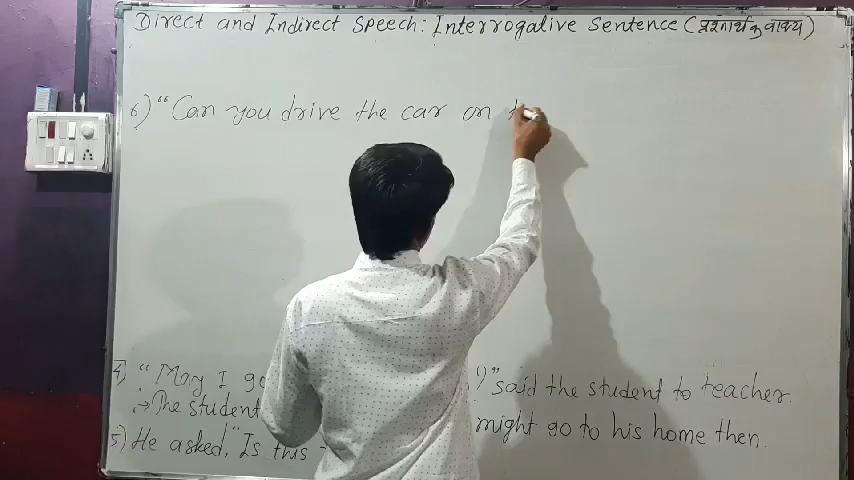 Direct and Indirect Speech: Interrogative Sentence (प्रश्नार्थक वाक्य)
6) "Can you drive the car on t
4) "May I go ?)" said the student to teacher.
→ The student might go to his home then.
5) He asked, "Is this